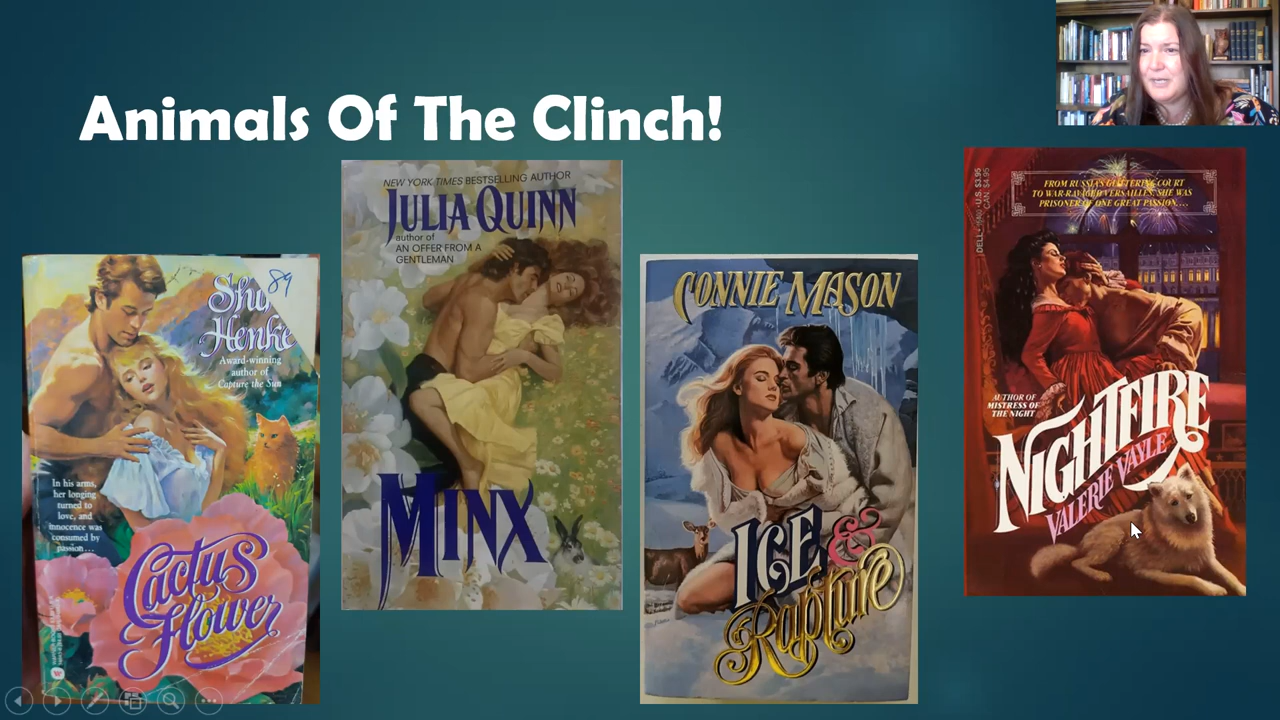 Animals Of The Clinch!
89
Henke
Award-winning
author of
Capture the Sun
In his arms,
her longing
turned to
love, and
innocence was
consumed by
passion...
Cactus
Flower
NEW YORK TIMES BESTSELLING AUTHOR
JULIA QUINN
author of
AN OFFER FROM A
GENTLEMAN
MINX
CONNIE MASON
ICE &
Rapture
DELL • U.S. $3.95
CAN. $4.95
FROM RUSSIA'S GLITTERING COURT
TO WAR-RAVAGED VERSAILLES, SHE WAS
PRISONER OF ONE GREAT PASSION....
AUTHOR OF
MISTRESS OF
THE NIGHT
NIGHTFIRE
VALERIE VAYLE